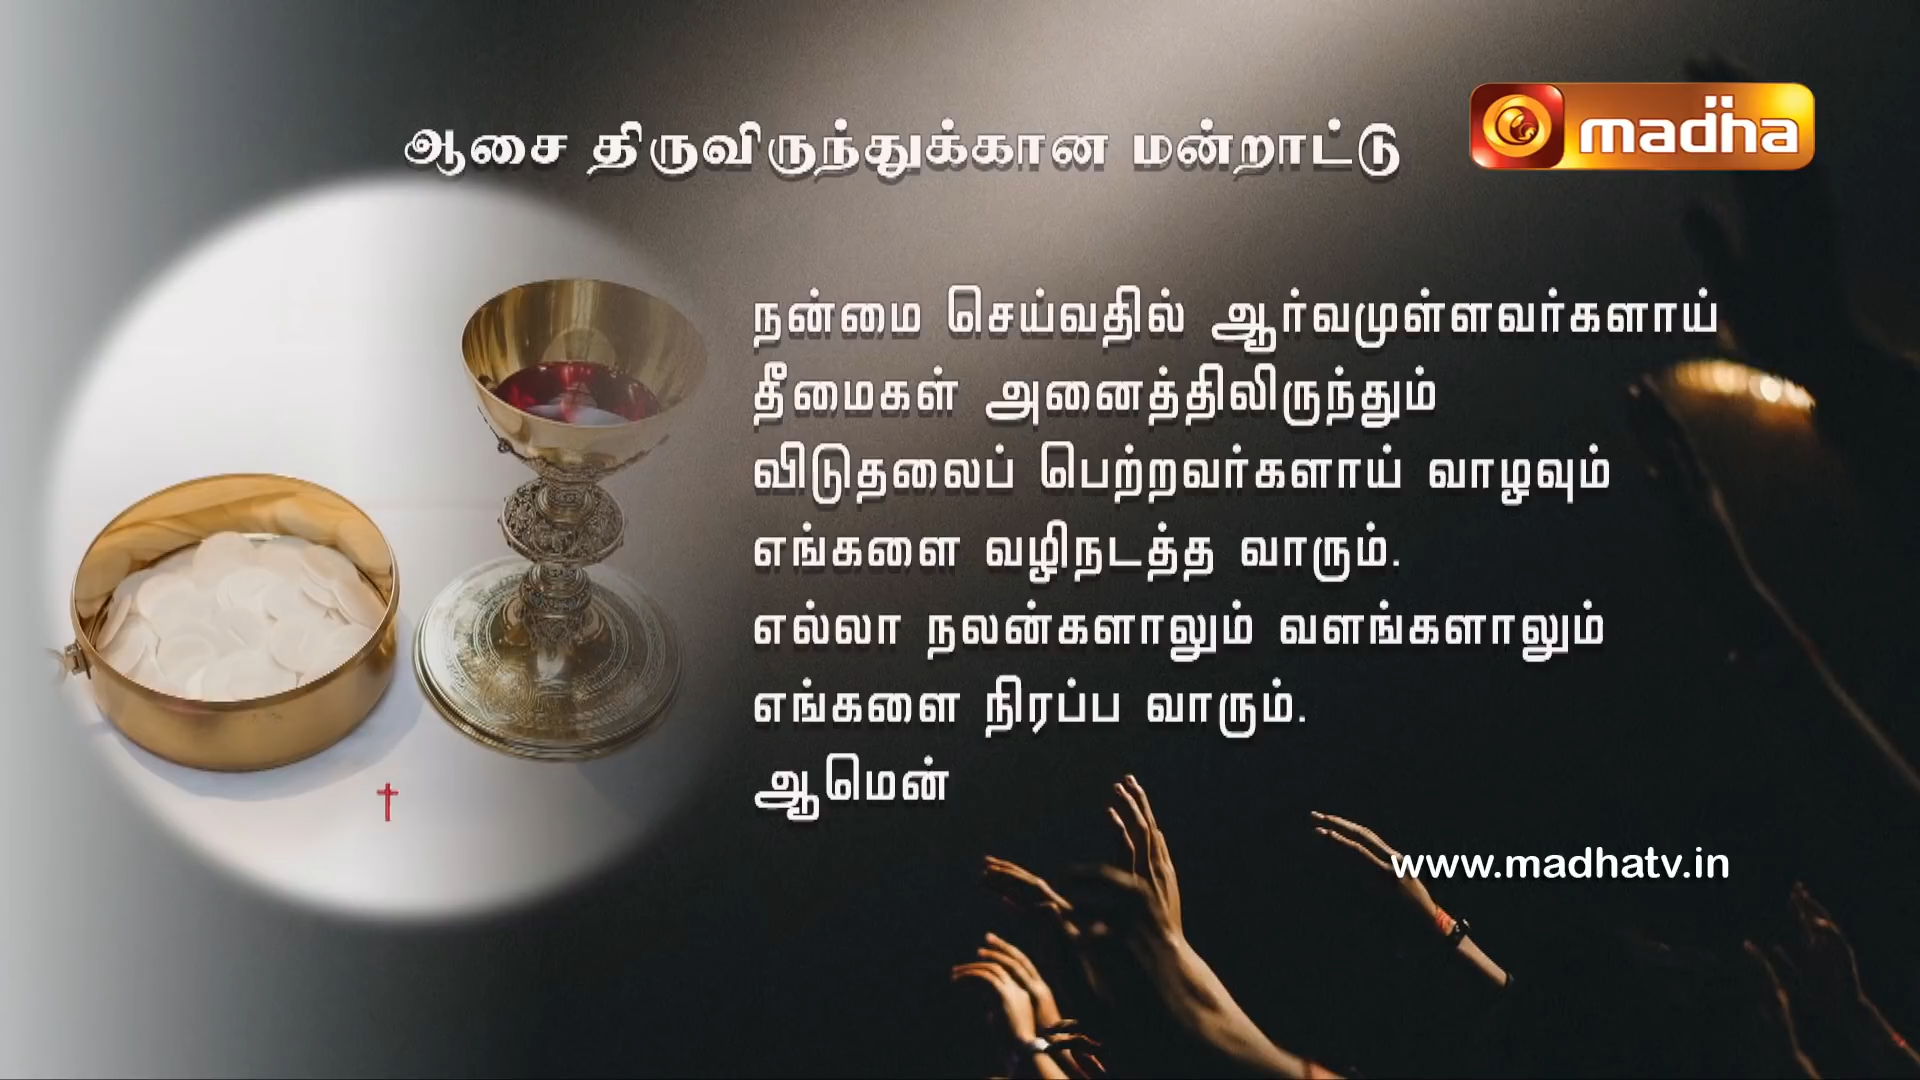 ஆசை திருவிருந்துக்கான மன்றாட்டு
madha
நன்மை செய்வதில் ஆர்வமுள்ளவர்களாய்
தீமைகள் அனைத்திலிருந்தும்
விடுதலைப் பெற்றவர்களாய் வாழவும்
எங்களை வழிநடத்த வாரும்.
எல்லா நலன்களாலும் வளங்களாலும்
எங்களை நிரப்ப வாரும்.
ஆமென்
www.madhatv.in